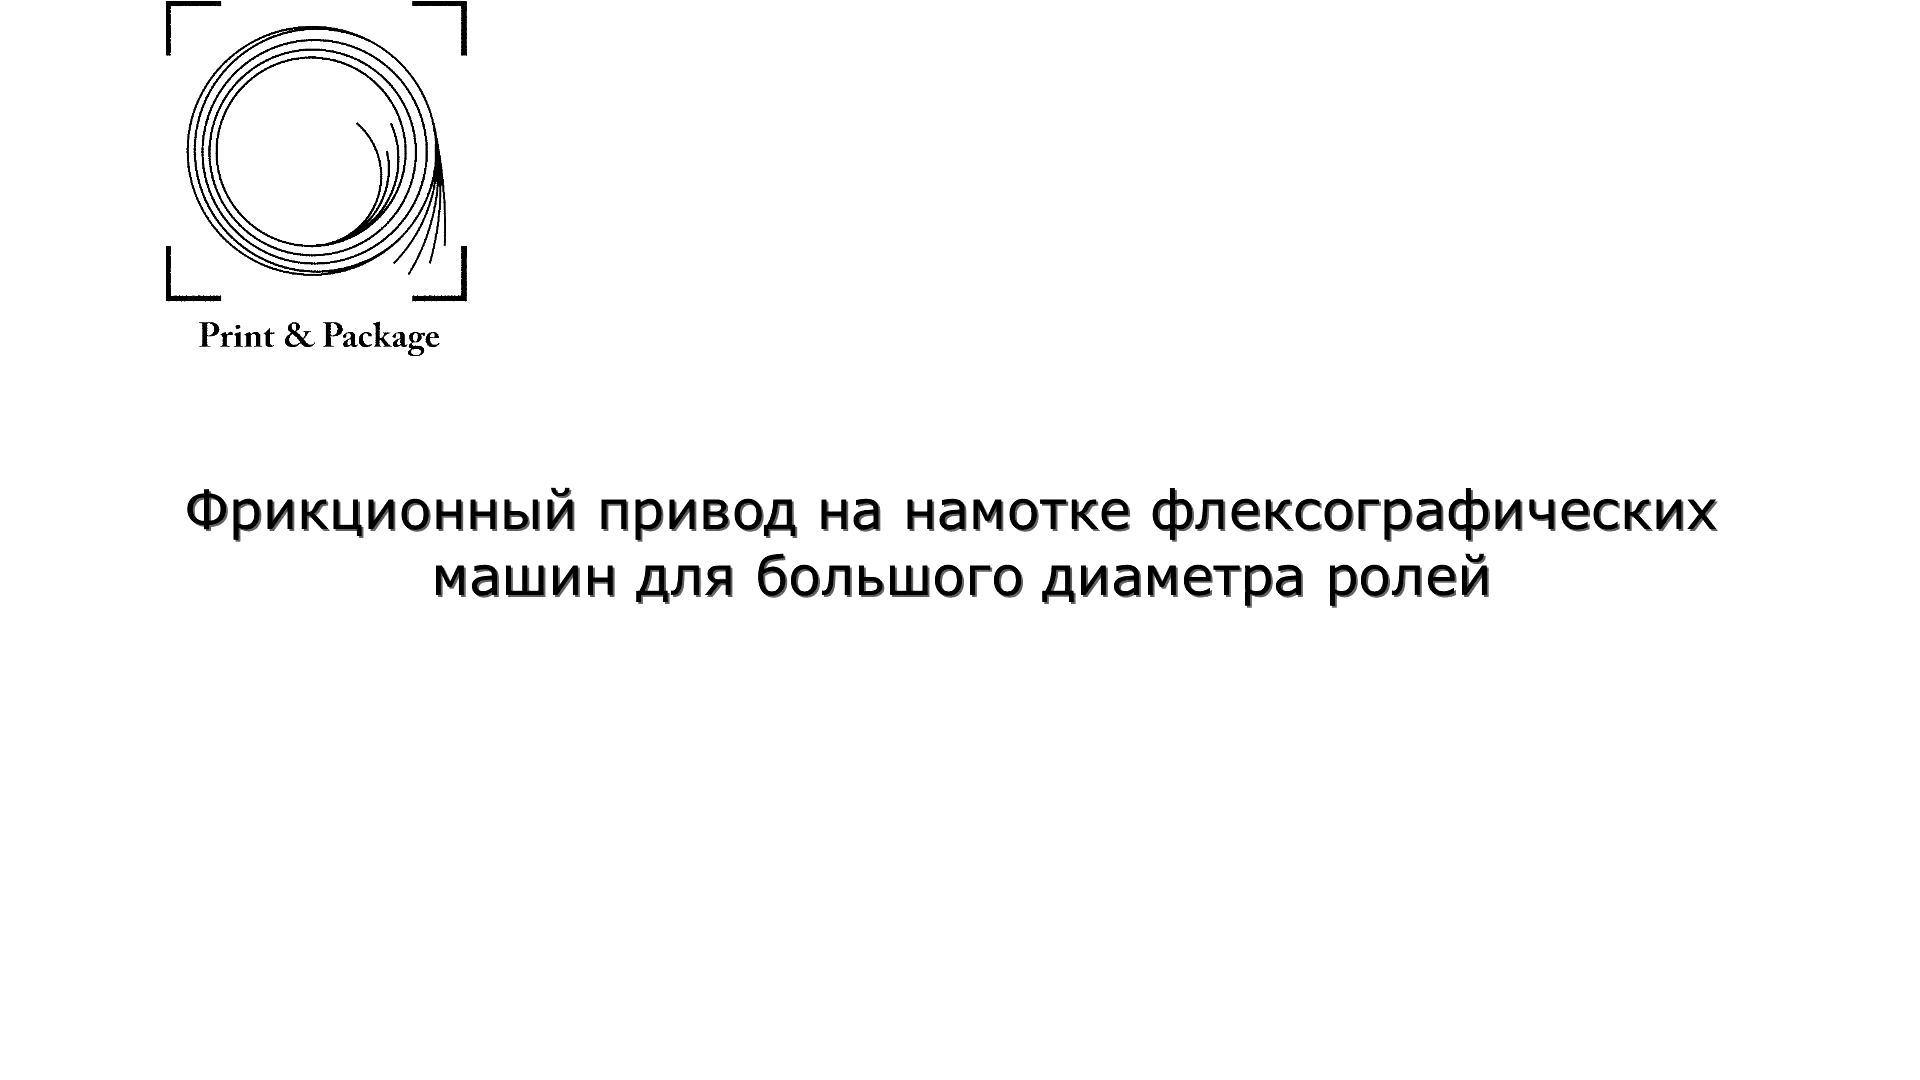 Print & Package
Фрикционный привод на намотке флексографических
машин для большого диаметра ролей